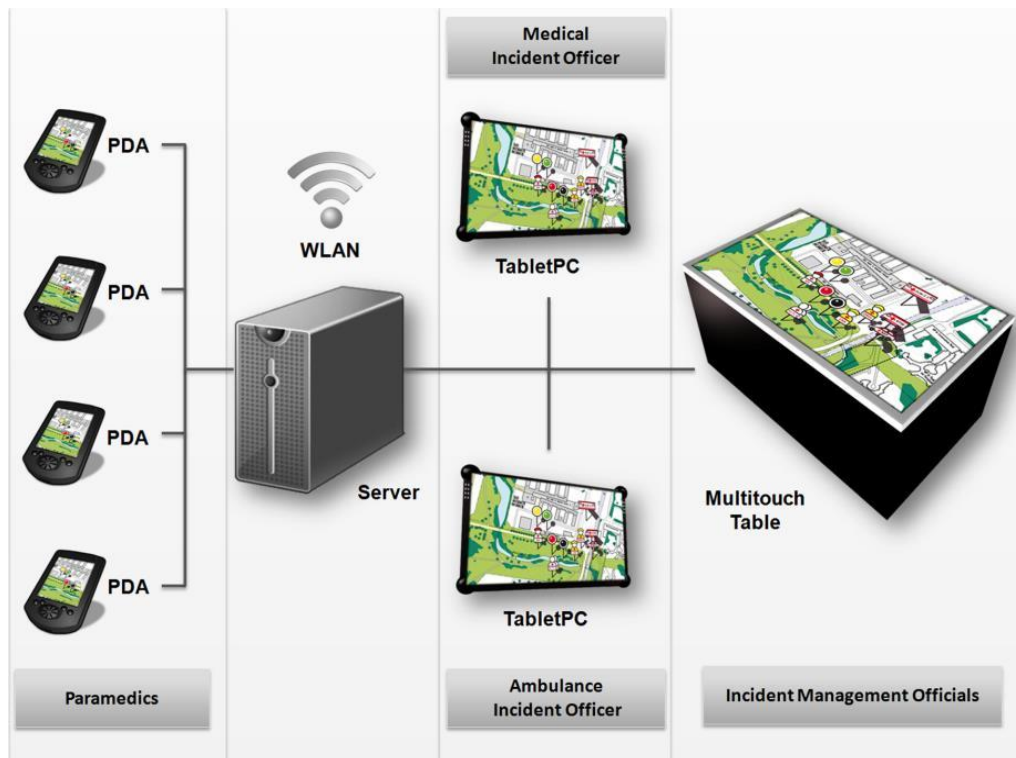 Medical
Incident Officer
PDA
PDA
PDA
PDA
WLAN
Server
TabletPC
TabletPC
Multitouch
Table
Paramedics
Ambulance
Incident Officer
Incident Management Officials